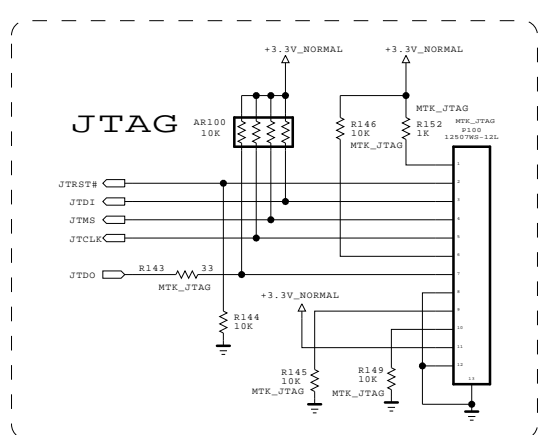 +3.3V_NORMAL
+3.3V_NORMAL
JTAG
AR100
10K
R146
10K
MTK_JTAG
MTK_JTAG
R152
1K
MTK_JTAG
P100
12507WS-12L
JTRST#
JTDI
JTMS
JTCLK
JTDO
R143
33
MTK_JTAG
+3.3V_NORMAL
R144
10K
R145
10K
MTK_JTAG
R149
10K
MTK_JTAG
1
2
3
4
5
6
7
8
9
10
11
12
13